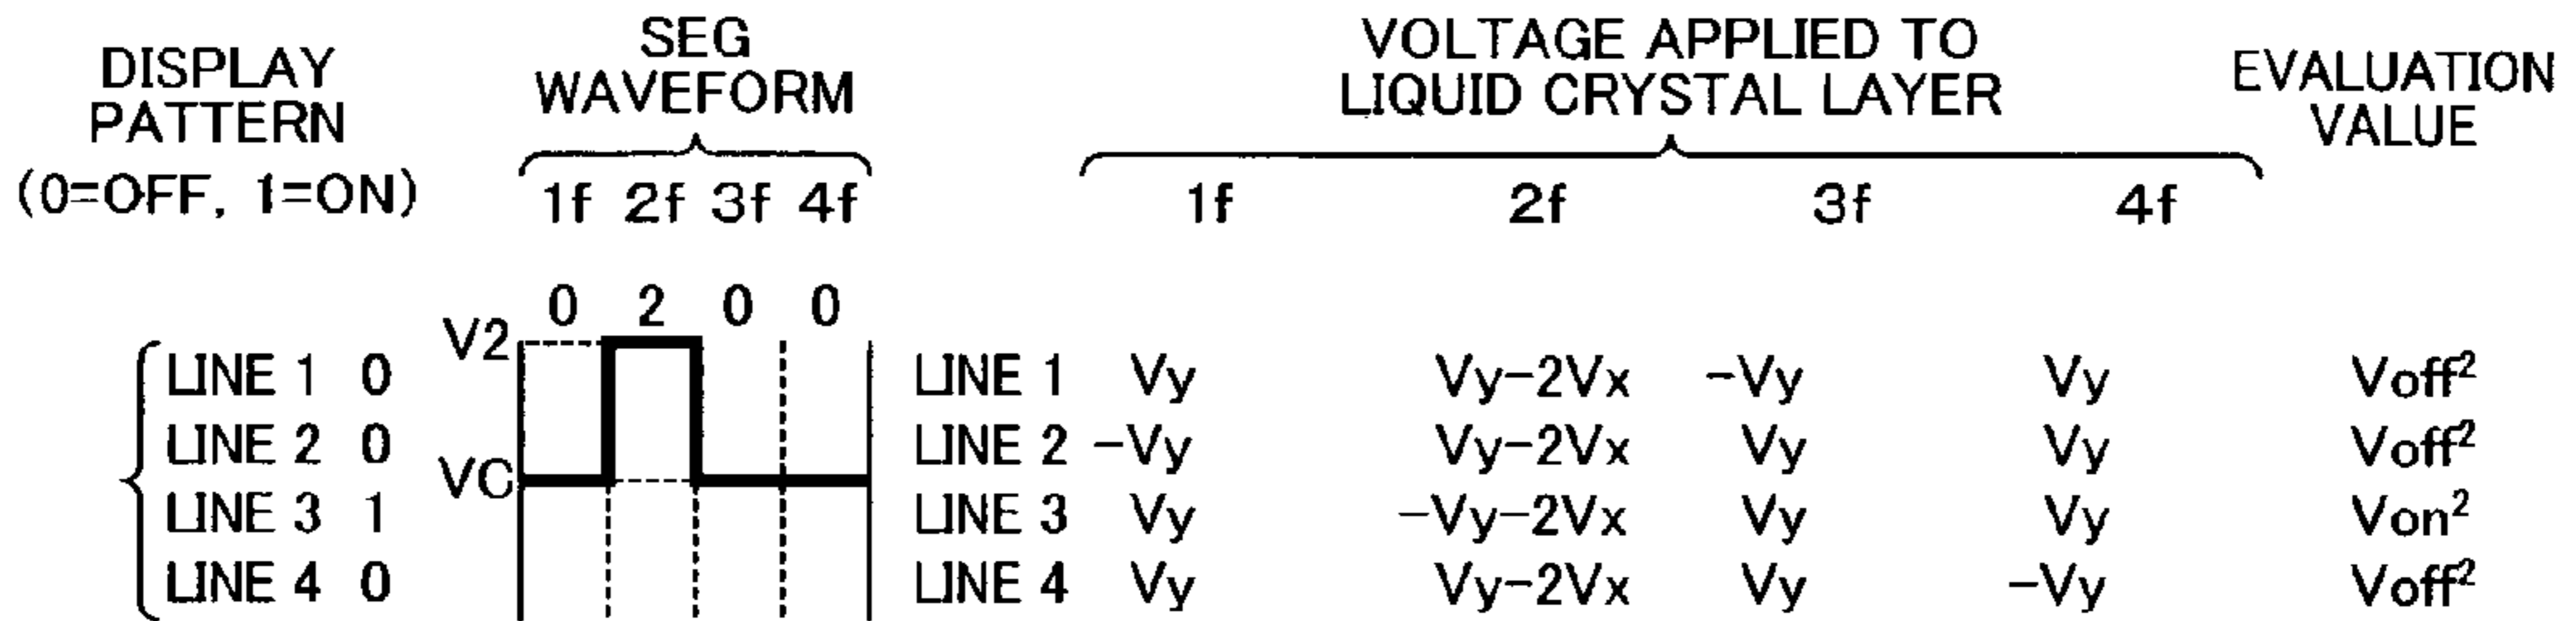 DISPLAY PATTERN (0=OFF, 1=ON)
SEG WAVEFORM
1f 2f 3f 4f
VOLTAGE APPLIED TO LIQUID CRYSTAL LAYER
1f 2f 3f 4f
EVALUATION VALUE
0 2 0 0
V2
VC
LINE 1 0
LINE 2 0
LINE 3 1
LINE 4 0
LINE 1 Vy Vy-2Vx -Vy Vy Voff²
LINE 2 -Vy Vy-2Vx Vy Vy Voff²
LINE 3 Vy -Vy-2Vx Vy Vy Von²
LINE 4 Vy Vy-2Vx Vy -Vy Voff²